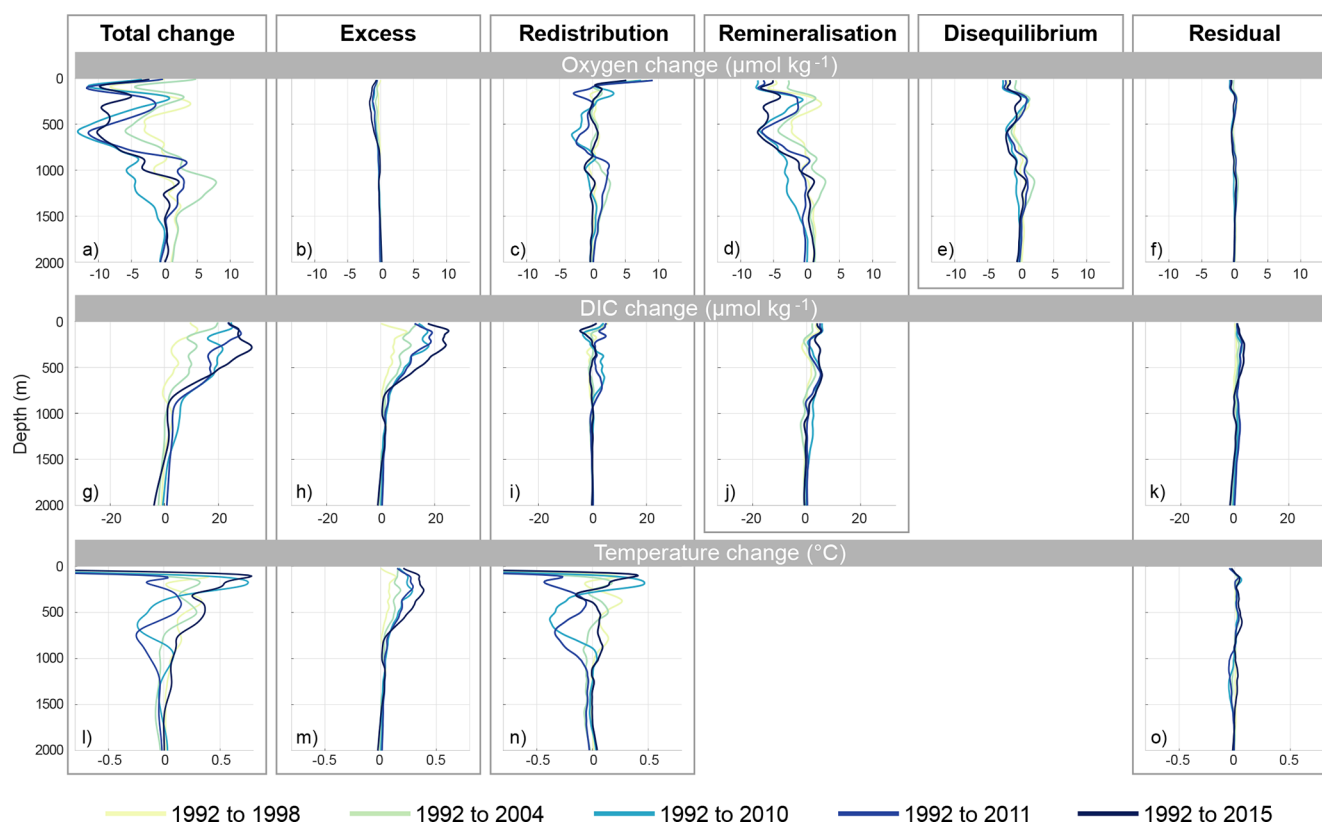 Total change Excess Redistribution Remineralisation Disequilibrium Residual
Oxygen change (µmol kg-1)
0
500
1000
1500
2000
a) b) c) d) e) f)
-10 -5 0 5 10 -10 -5 0 5 10 -10 -5 0 5 10 -10 -5 0 5 10 -10 -5 0 5 10 -10 -5 0 5 10
DIC change (µmol kg-1)
Depth (m)
0
500
1000
1500
2000
g) h) i) j) k)
-20 0 20 -20 0 20 -20 0 20 -20 0 20 -20 0 20
Temperature change (°C)
0
500
1000
1500
2000
l) m) n) o)
-0.5 0 0.5 -0.5 0 0.5 -0.5 0 0.5 -0.5 0 0.5
1992 to 1998 1992 to 2004 1992 to 2010 1992 to 2011 1992 to 2015